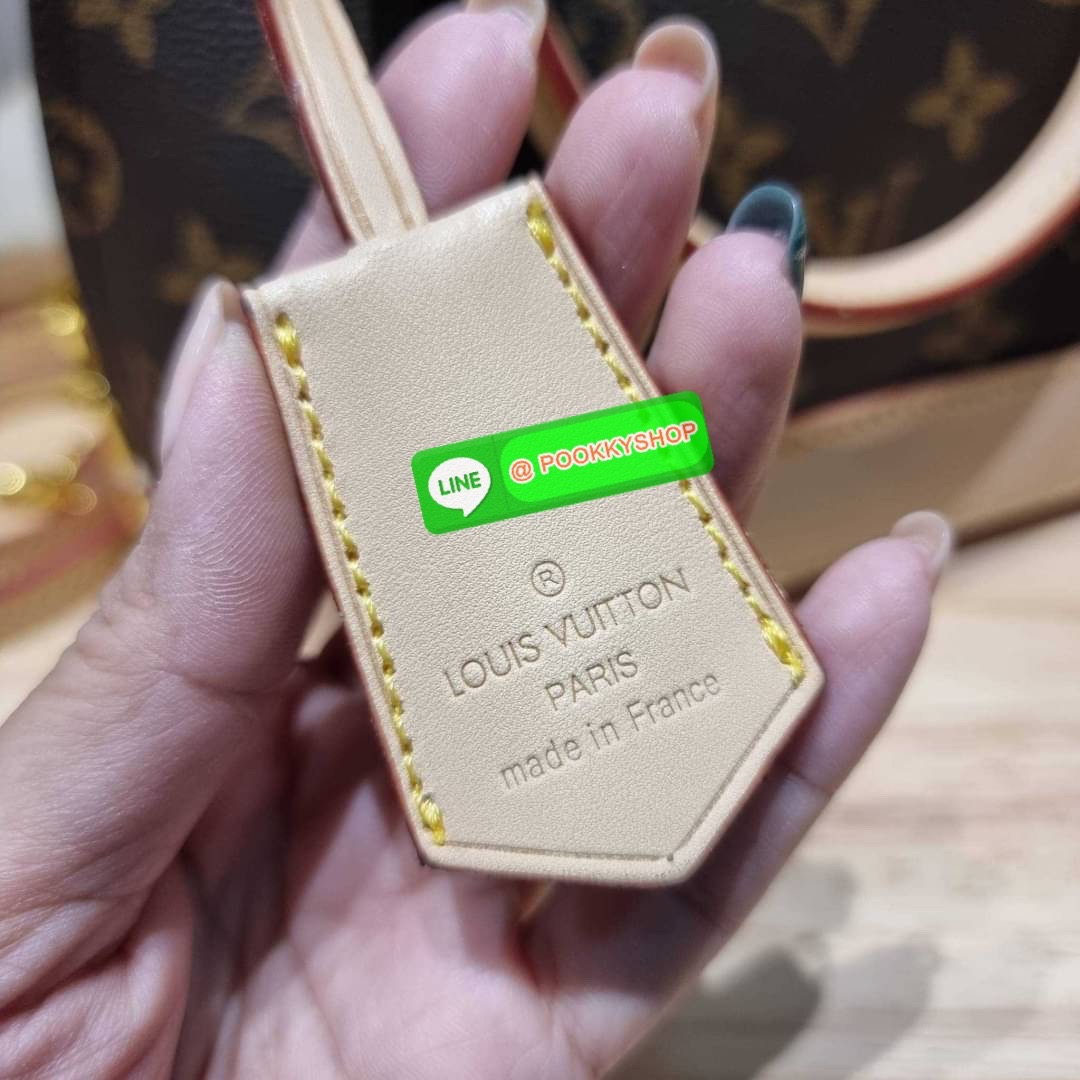 LINE @ POOKKYSHOP
®
LOUIS VUITTON
PARIS
made in France